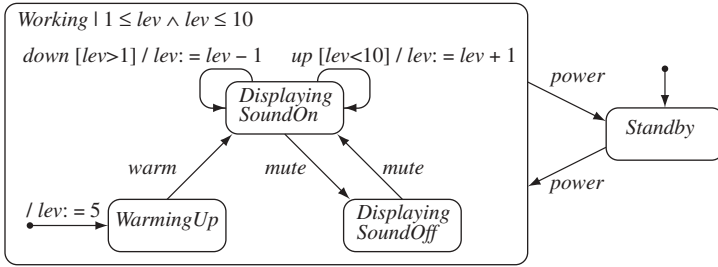 Working | 1 ≤ lev ∧ lev ≤ 10
down [lev>1] / lev: = lev − 1
up [lev<10] / lev: = lev + 1
Displaying
SoundOn
power
Standby
power
warm
mute
mute
/ lev: = 5
WarmingUp
Displaying
SoundOff